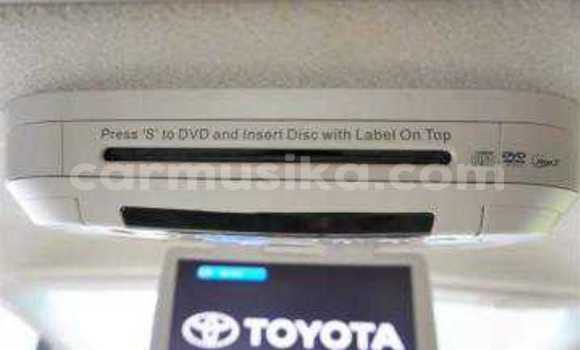 Press 'S' to DVD and Insert Disc with Label On Top
DVD
carmusika.com
TOYOTA